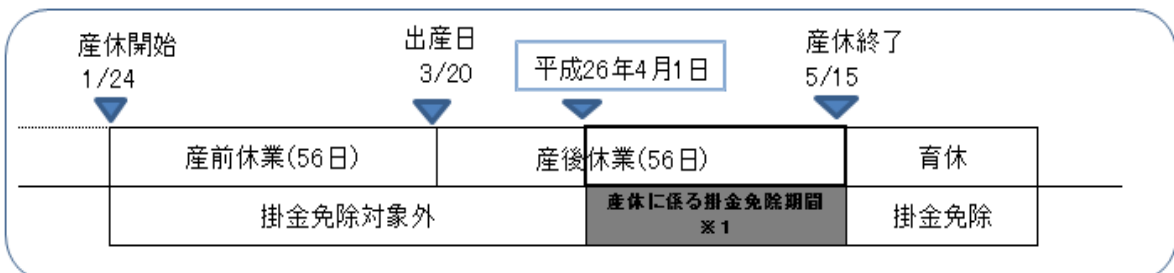 産休開始
1/24
出産日
3/20
平成26年4月1日
産休終了
5/15
産前休業(56日)
産後休業(56日)
育休
掛金免除対象外
産休に係る掛金免除期間
※1
掛金免除